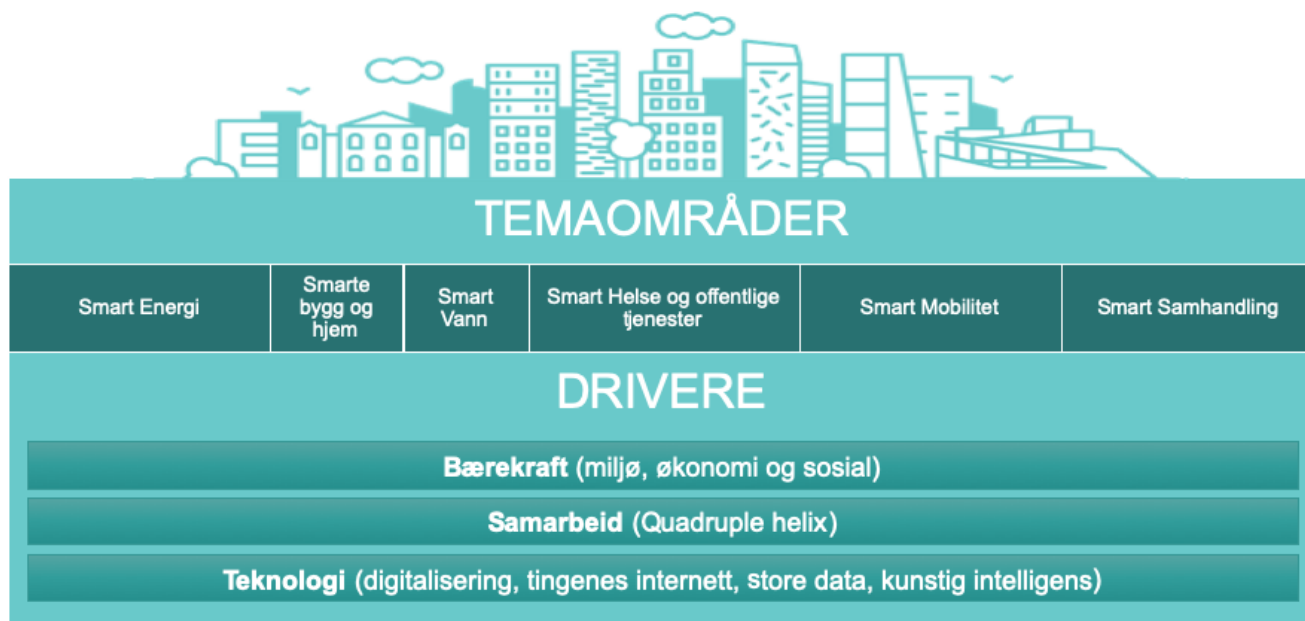 TEMAOMRÅDER
Smart Energi
Smarte
bygg og
hjem
Smart
Vann
Smart Helse og offentlige
tjenester
Smart Mobilitet
Smart Samhandling
DRIVERE
Bærekraft (miljø, økonomi og sosial)
Samarbeid (Quadruple helix)
Teknologi (digitalisering, tingenes internett, store data, kunstig intelligens)